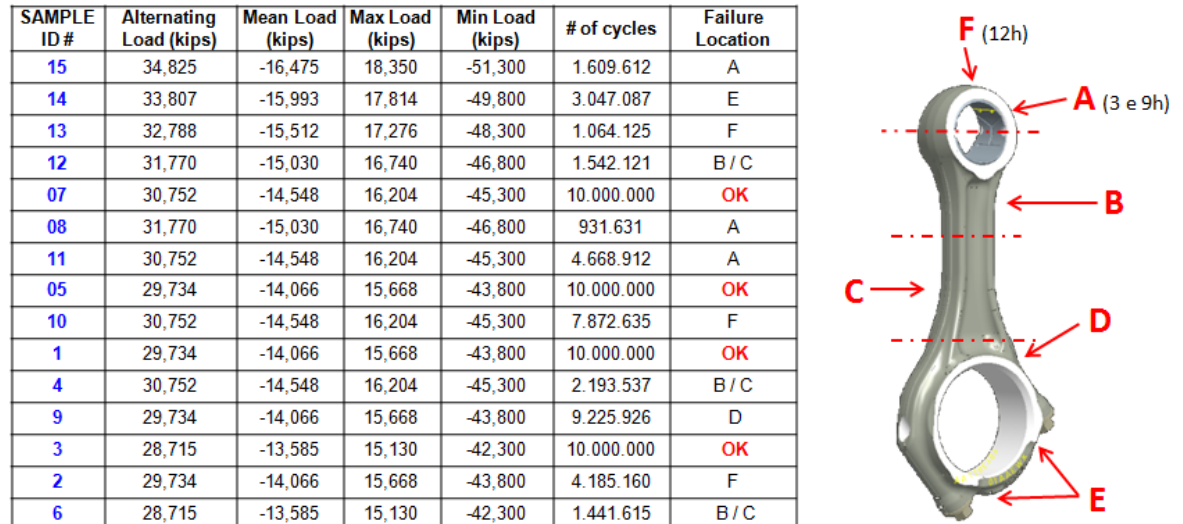 SAMPLE ID # Alternating Load (kips) Mean Load (kips) Max Load (kips) Min Load (kips) # of cycles Failure Location
15 34,825 -16,475 18,350 -51,300 1.609.612 A
14 33,807 -15,993 17,814 -49,800 3.047.087 E
13 32,788 -15,512 17,276 -48,300 1.064.125 F
12 31,770 -15,030 16,740 -46,800 1.542.121 B / C
07 30,752 -14,548 16,204 -45,300 10.000.000 OK
08 31,770 -15,030 16,740 -46,800 931.631 A
11 30,752 -14,548 16,204 -45,300 4.668.912 A
05 29,734 -14,066 15,668 -43,800 10.000.000 OK
10 30,752 -14,548 16,204 -45,300 7.872.635 F
1 29,734 -14,066 15,668 -43,800 10.000.000 OK
4 30,752 -14,548 16,204 -45,300 2.193.537 B / C
9 29,734 -14,066 15,668 -43,800 9.225.926 D
3 28,715 -13,585 15,130 -42,300 10.000.000 OK
2 29,734 -14,066 15,668 -43,800 4.185.160 F
6 28,715 -13,585 15,130 -42,300 1.441.615 B / C
F (12h)
A (3 e 9h)
B
C
D
E